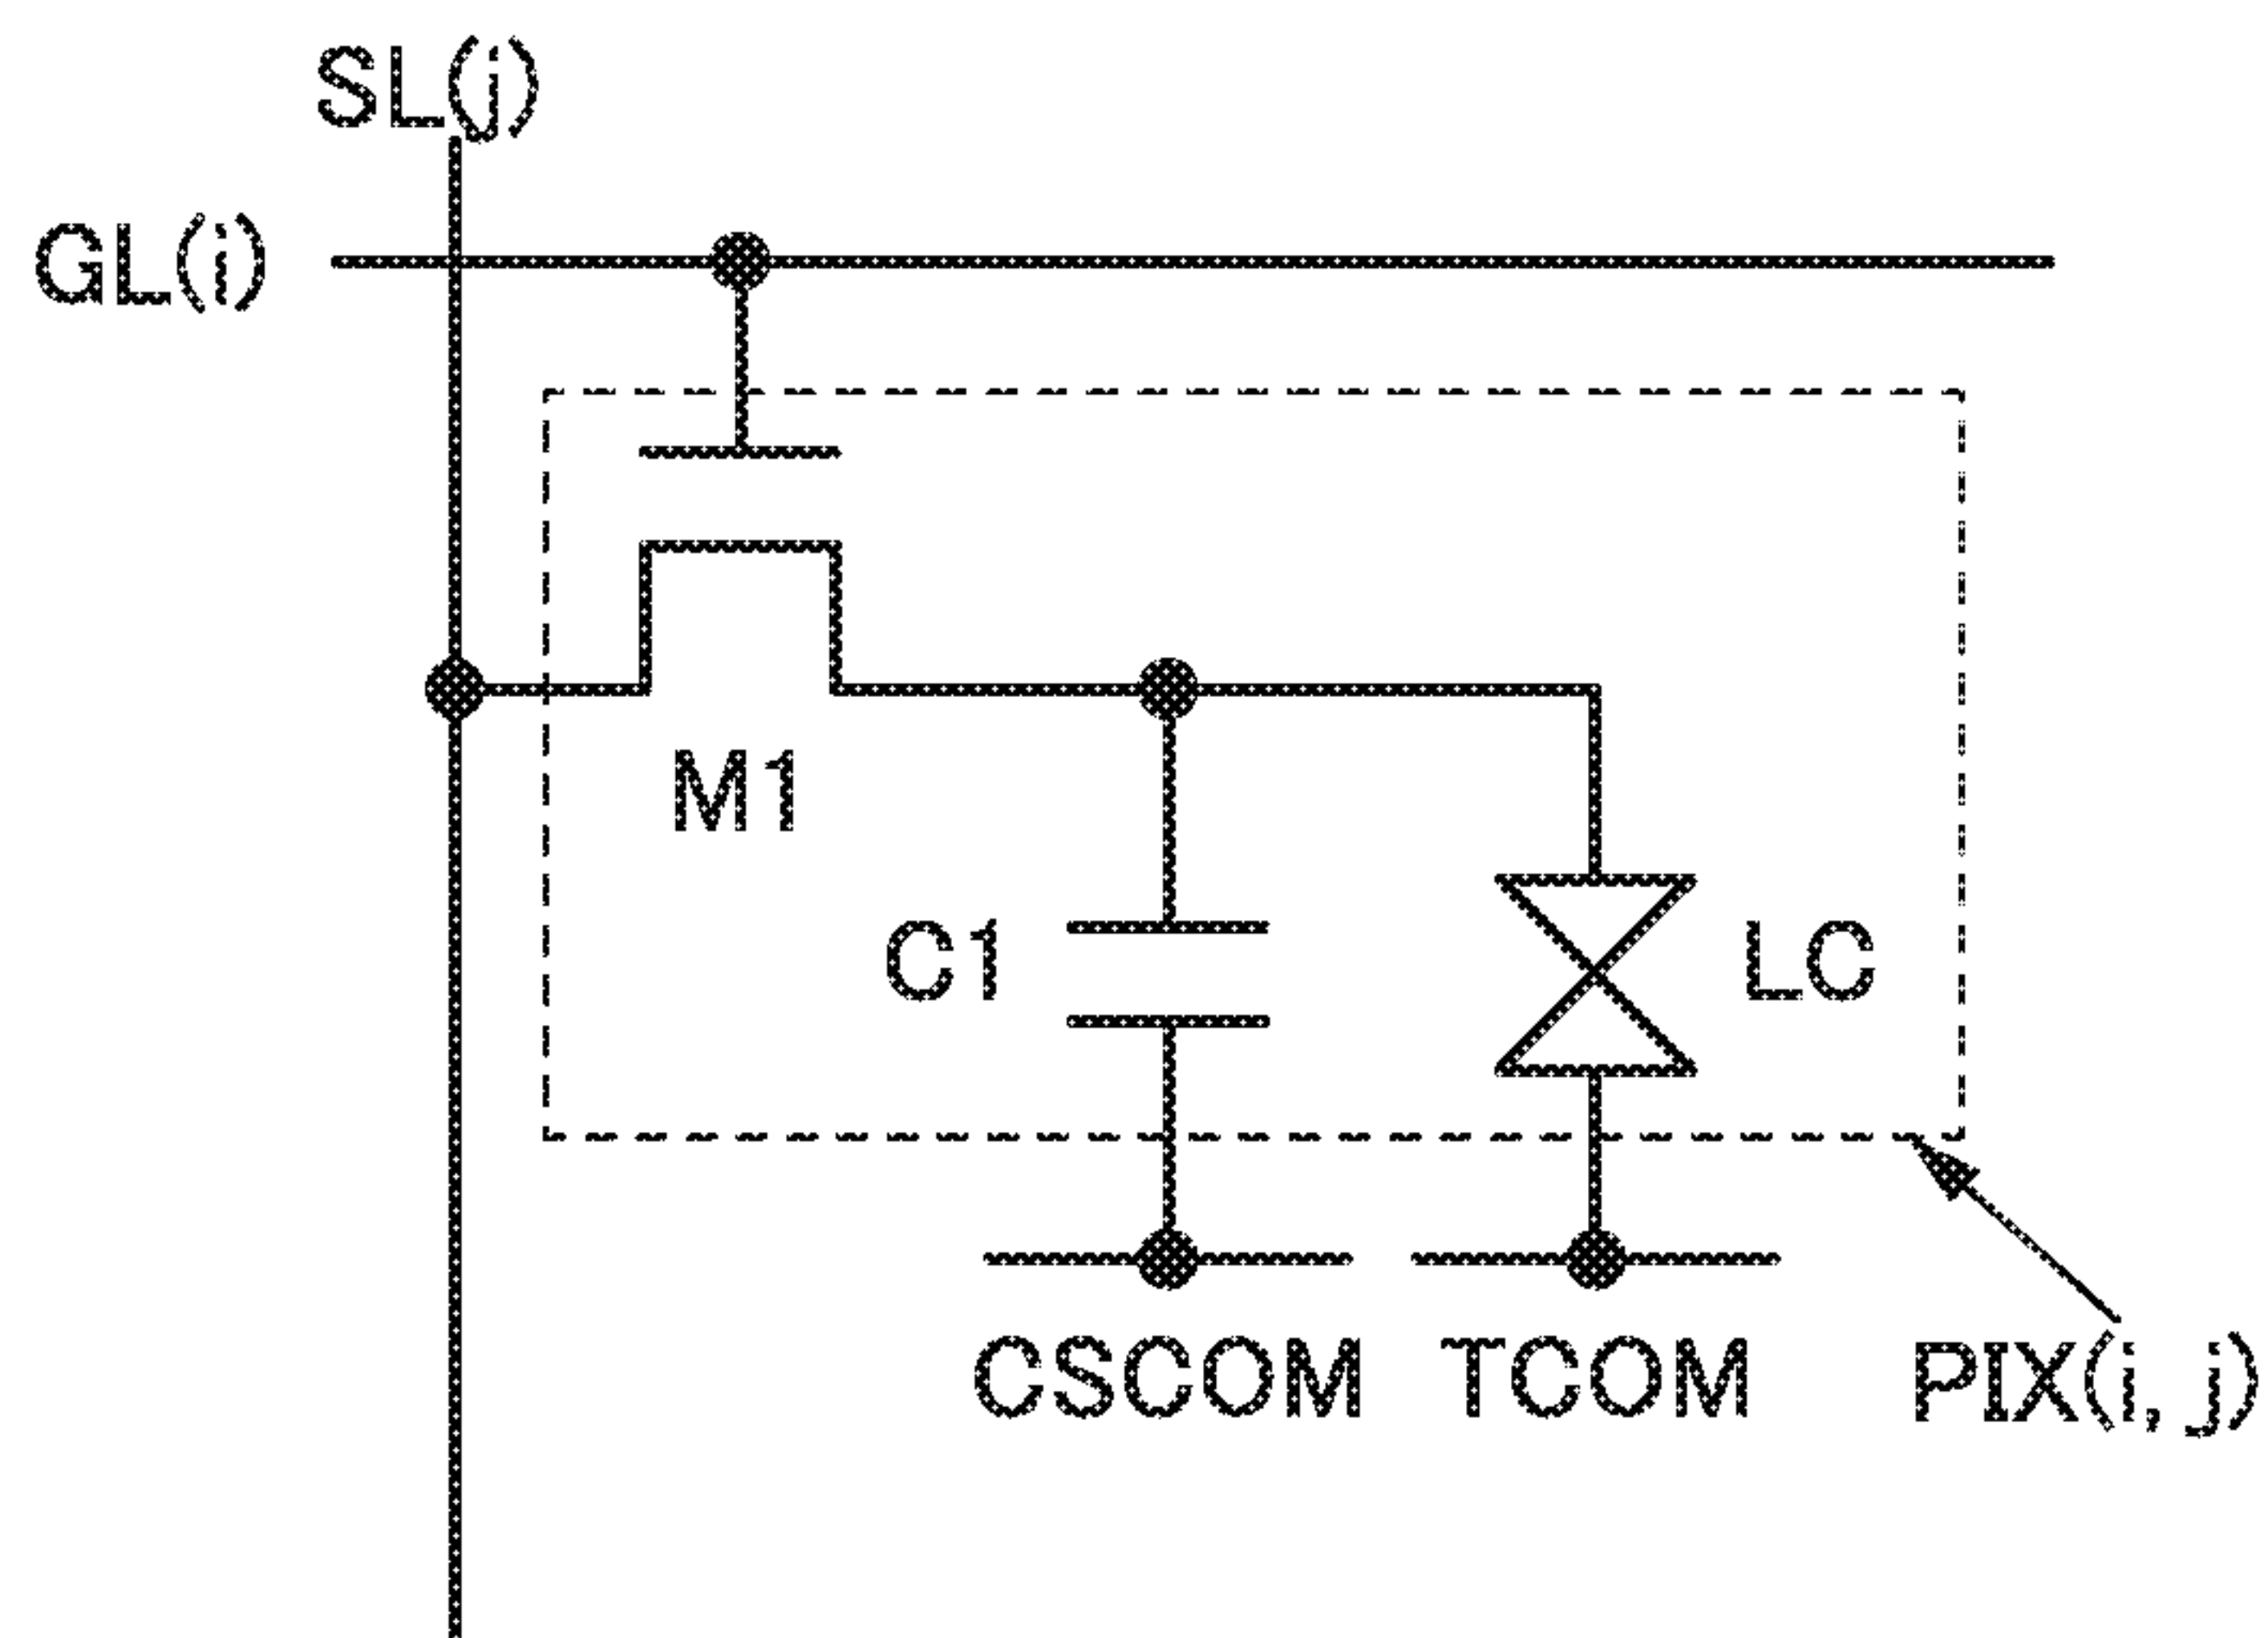 SL(j)
GL(i)
M1
C1
LC
CSCOM
TCOM
PIX(i, j)